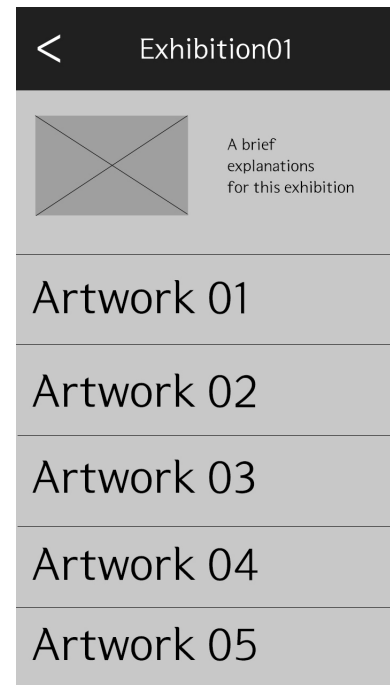 < Exhibition01
A brief
explanations
for this exhibition
Artwork 01
Artwork 02
Artwork 03
Artwork 04
Artwork 05